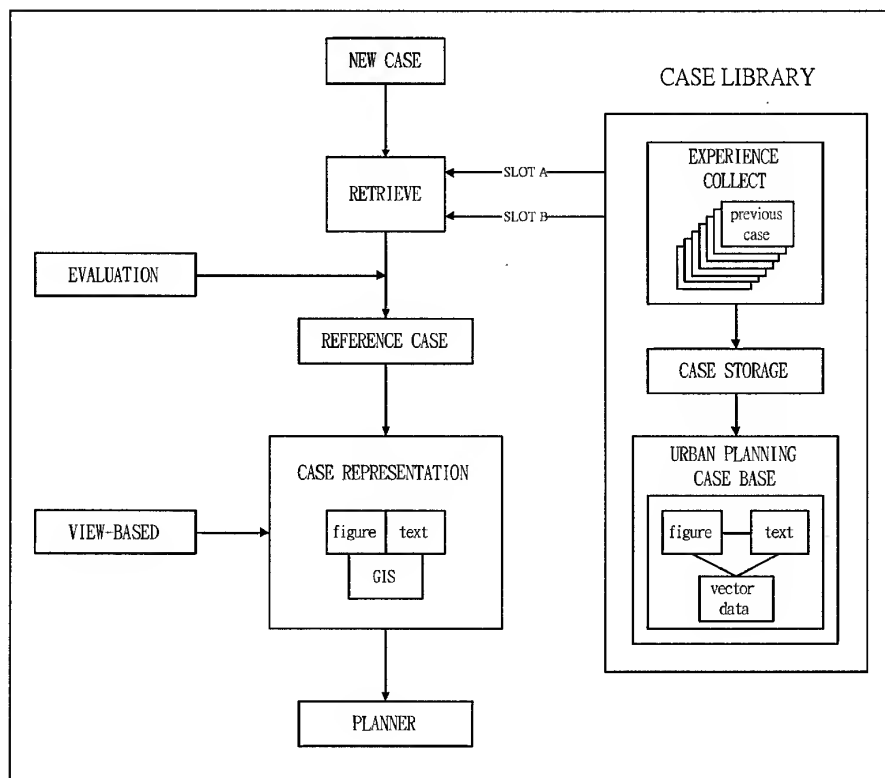 NEW CASE
CASE LIBRARY
RETRIEVE
SLOT A
SLOT B
EXPERIENCE
COLLECT
previous
case
EVALUATION
REFERENCE CASE
CASE STORAGE
CASE REPRESENTATION
figure text
GIS
VIEW-BASED
URBAN PLANNING
CASE BASE
figure text
vector
data
PLANNER